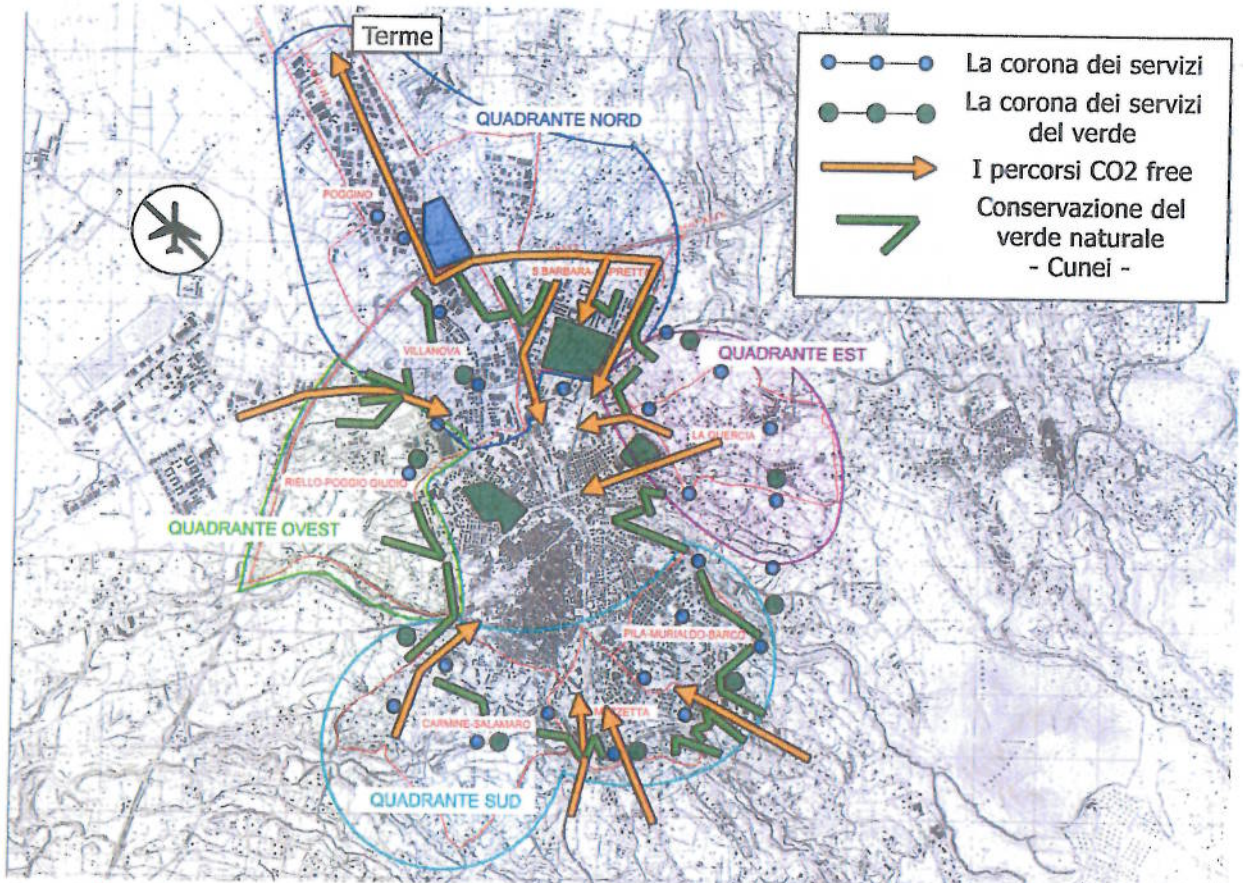 Terme
La corona dei servizi
La corona dei servizi
del verde
I percorsi CO2 free
Conservazione del
verde naturale
- Cunei -
QUADRANTE NORD
POGGINO
VILLANOVA
QUADRANTE EST
LA QUERCIA
RIELLO-POGGIO GIUDIO
QUADRANTE OVEST
PILA-MURIALDO-BARCO
CARMINE-SALAMARO
QUADRANTE SUD